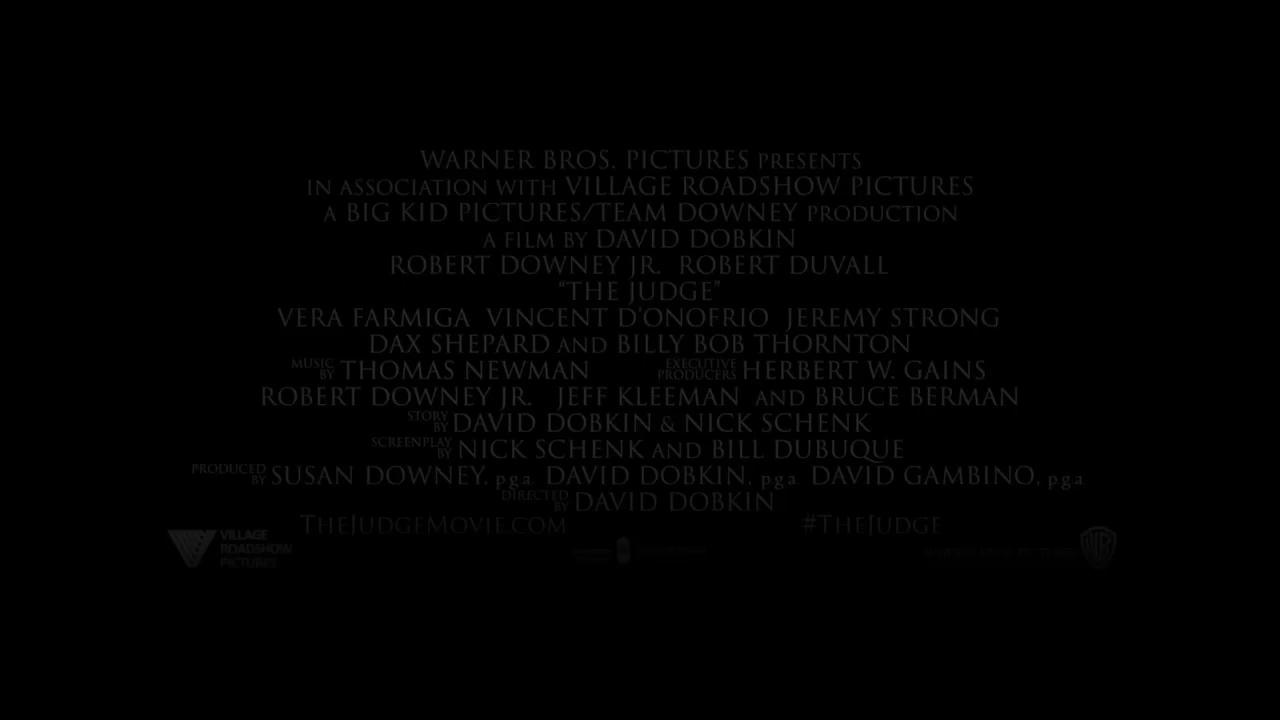 WARNER BROS. PICTURES PRESENTS
IN ASSOCIATION WITH VILLAGE ROADSHOW PICTURES
A BIG KID PICTURES/TEAM DOWNEY PRODUCTION
A FILM BY DAVID DOBKIN
ROBERT DOWNEY JR. ROBERT DUVALL
“THE JUDGE”
VERA FARMIGA VINCENT D'ONOFRIO JEREMY STRONG
DAX SHEPARD AND BILLY BOB THORNTON
MUSIC BY THOMAS NEWMAN EXECUTIVE PRODUCERS HERBERT W. GAINS
ROBERT DOWNEY JR. JEFF KLEEMAN AND BRUCE BERMAN
STORY BY DAVID DOBKIN & NICK SCHENK
SCREENPLAY BY NICK SCHENK AND BILL DUBUQUE
PRODUCED BY SUSAN DOWNEY, p.g.a. DAVID DOBKIN, p.g.a. DAVID GAMBINO, p.g.a.
DIRECTED BY DAVID DOBKIN
THEJUDGEMOVIE.COM #THEJUDGE
VILLAGE
ROADSHOW
PICTURES